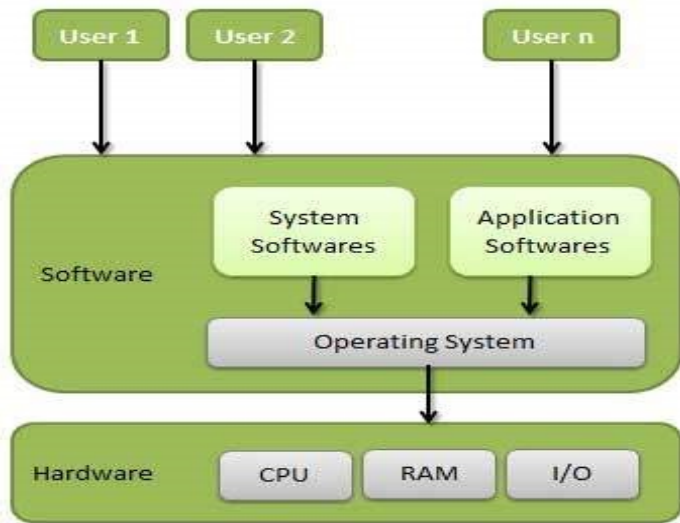 User 1
User 2
User n
System
Softwares
Application
Softwares
Software
Operating System
Hardware
CPU
RAM
I/O